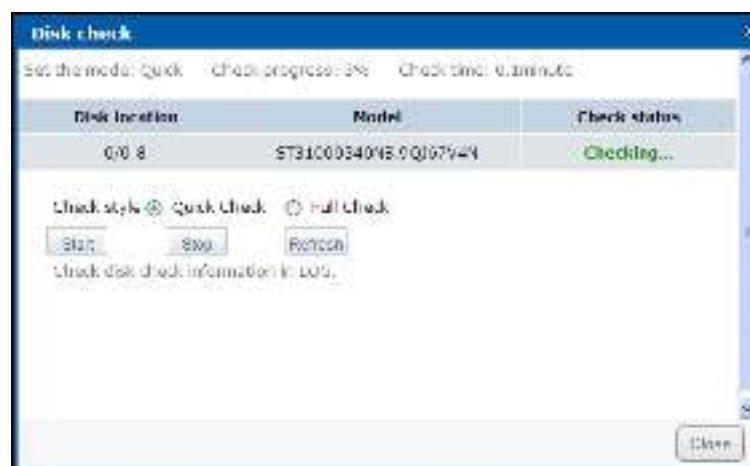 Disk check
Set the mode: Quick Check progress: 3% Check time: 0.1minute
Disk location Model Check status
0/0-8 Checking...
Check style Quick Check Full Check
Start Stop Refresh
Check disk check information in LOG.
Close